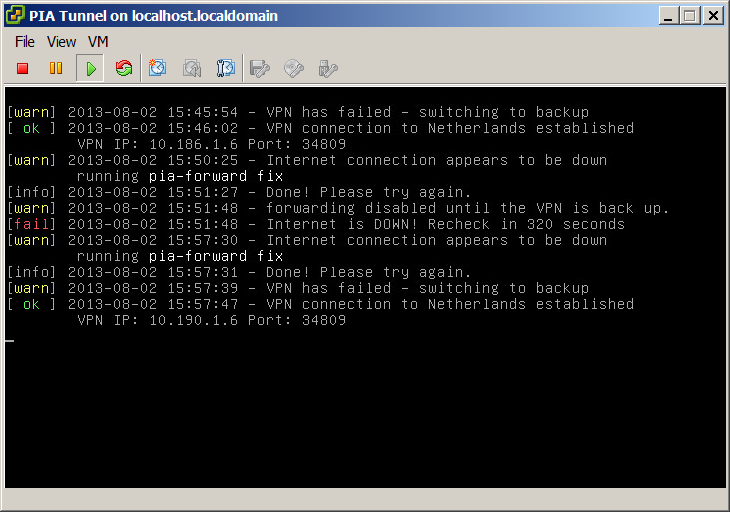 PIA Tunnel on localhost.localdomain
File View VM
[warn] 2013-08-02 15:45:54 - VPN has failed - switching to backup
[ ok ] 2013-08-02 15:46:02 - VPN connection to Netherlands established
VPN IP: 10.186.1.6 Port: 34809
[warn] 2013-08-02 15:50:25 - Internet connection appears to be down
running pia-forward fix
[info] 2013-08-02 15:51:27 - Done! Please try again.
[warn] 2013-08-02 15:51:48 - forwarding disabled until the VPN is back up.
[fail] 2013-08-02 15:51:48 - Internet is DOWN! Recheck in 320 seconds
[warn] 2013-08-02 15:57:30 - Internet connection appears to be down
running pia-forward fix
[info] 2013-08-02 15:57:31 - Done! Please try again.
[warn] 2013-08-02 15:57:39 - VPN has failed - switching to backup
[ ok ] 2013-08-02 15:57:47 - VPN connection to Netherlands established
VPN IP: 10.190.1.6 Port: 34809